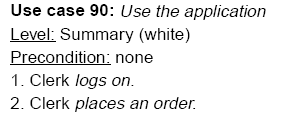 Use case 90: Use the application
Level: Summary (white)
Precondition: none
1. Clerk logs on.
2. Clerk places an order.